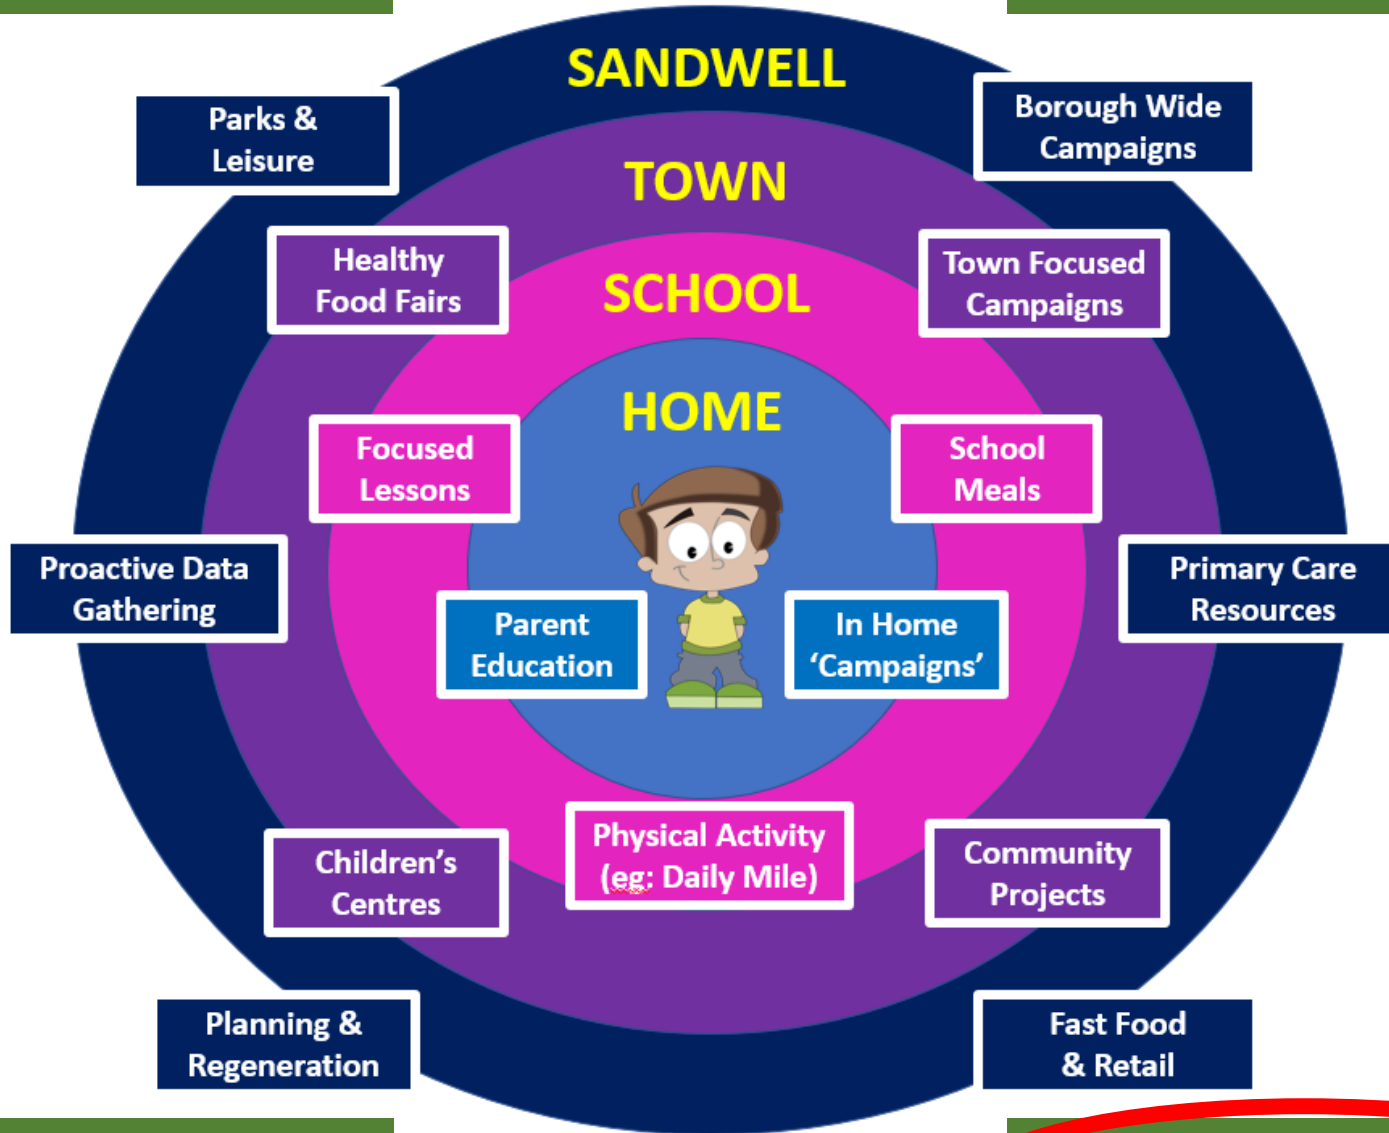 SANDWELL
Parks &
Leisure
Borough Wide
Campaigns
TOWN
Healthy
Food Fairs
Town Focused
Campaigns
SCHOOL
HOME
Focused
Lessons
School
Meals
Proactive Data
Gathering
Primary Care
Resources
Parent
Education
In Home
‘Campaigns’
Physical Activity
(eg: Daily Mile)
Children’s
Centres
Community
Projects
Planning &
Regeneration
Fast Food
& Retail